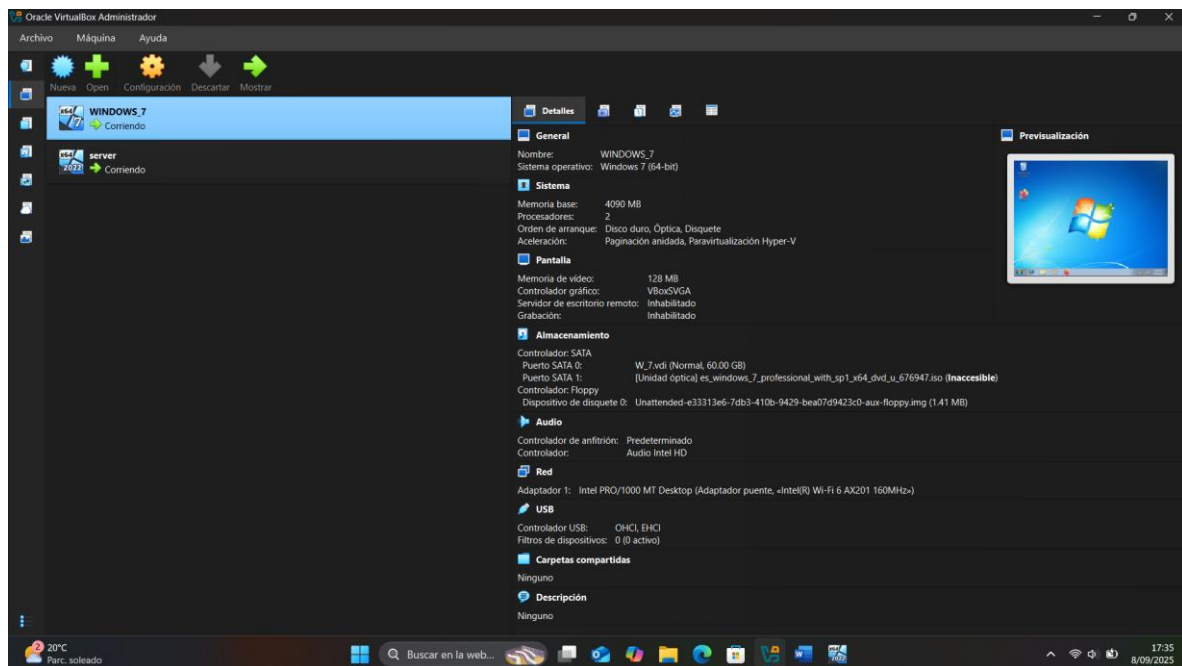 Oracle VirtualBox Administrador
Archivo Máquina Ayuda
Nueva Open Configuración Descartar Mostrar
WINDOWS_7
Corriendo
server
Corriendo
Detalles
General
Nombre: WINDOWS_7
Sistema operativo: Windows 7 (64-bit)
Sistema
Memoria base: 4090 MB
Procesadores: 2
Orden de arranque: Disco duro, Óptica, Disquete
Aceleración: Paginación anidada, Paravirtualización Hyper-V
Pantalla
Memoria de vídeo: 128 MB
Controlador gráfico: VBoxSVGA
Servidor de escritorio remoto: Inhabilitado
Grabación: Inhabilitado
Almacenamiento
Controlador: SATA
Puerto SATA 0: W_7.vdi (Normal, 60.00 GB)
Puerto SATA 1: [Unidad óptica] es_windows_7_professional_with_sp1_x64_dvd_u_676947.iso (Inaccesible)
Controlador: Floppy
Dispositivo de disquete 0: Unattended-e33313e6-7db3-410b-9429-bea07d9423c0-aux-floppy.img (1.41 MB)
Audio
Controlador de anfitrión: Predeterminado
Controlador: Audio Intel HD
Red
Adaptador 1: Intel PRO/1000 MT Desktop (Adaptador puente, «Intel(R) Wi-Fi 6 AX201 160MHz»)
USB
Controlador USB: OHCI, EHCI
Filtros de dispositivos: 0 (0 activo)
Carpetas compartidas
Ninguno
Descripción
Ninguno
Previsualización
2
20°C
Parc. soleado
Buscar en la web...
17:35
8/09/2025